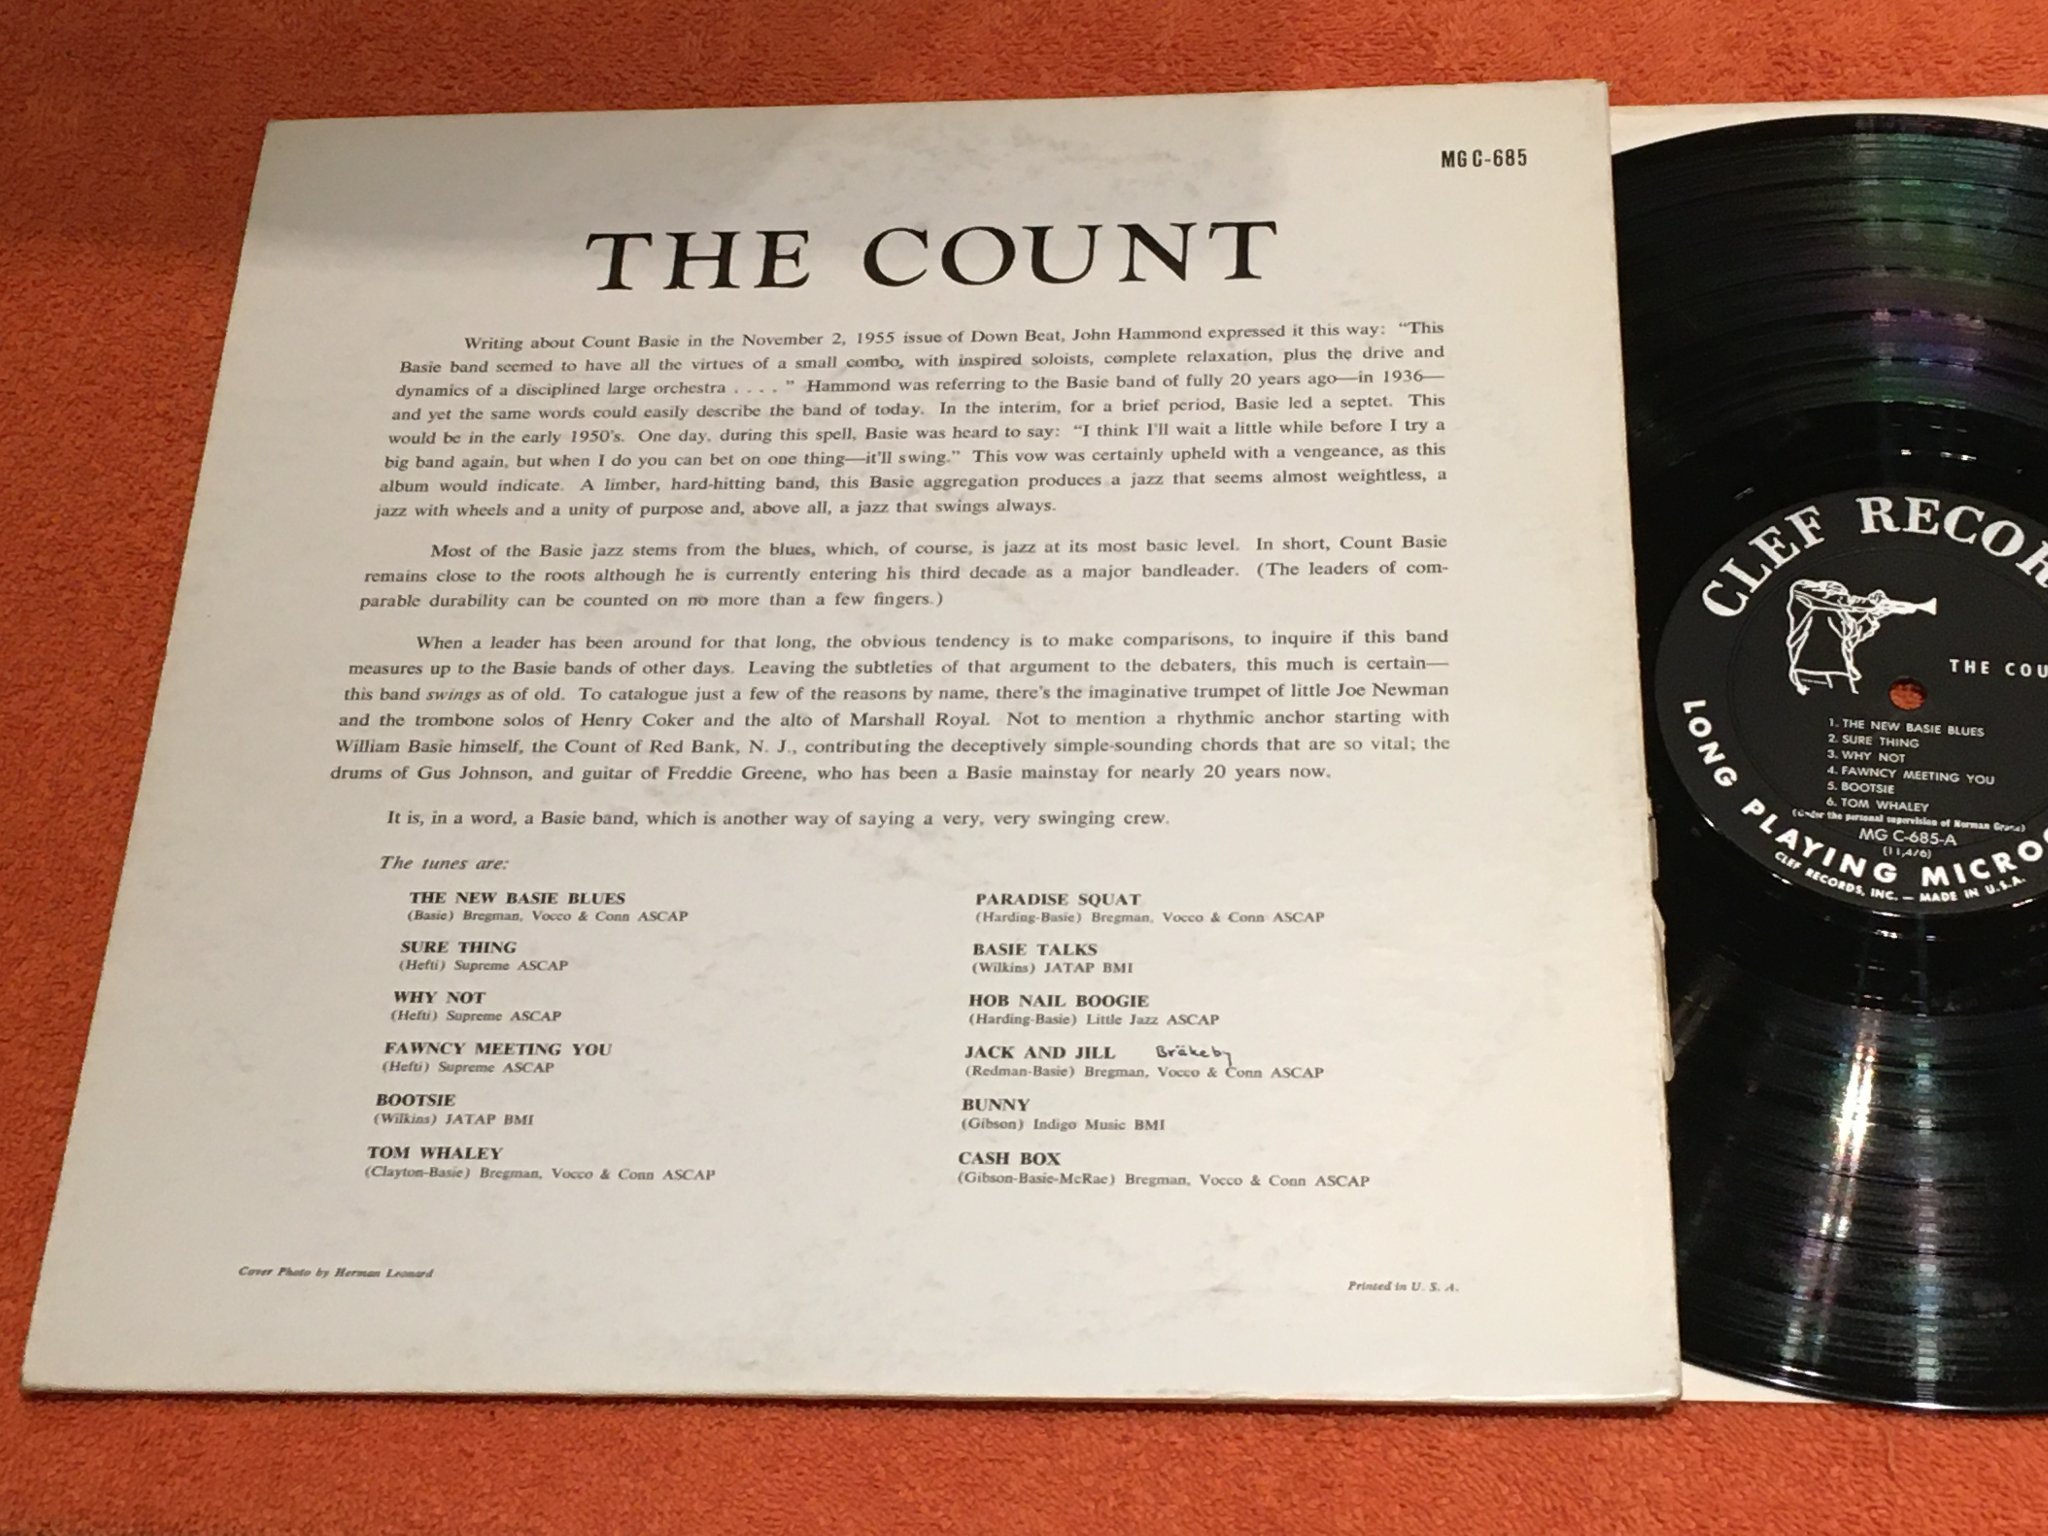 MG C-685
THE COUNT
Writing about Count Basie in the November 2, 1955 issue of Down Beat, John Hammond expressed it this way: “This
Basie band seemed to have all the virtues of a small combo, with inspired soloists, complete relaxation, plus the drive and
dynamics of a disciplined large orchestra . . . . ” Hammond was referring to the Basie band of fully 20 years ago—in 1936—
and yet the same words could easily describe the band of today. In the interim, for a brief period, Basie led a septet. This
would be in the early 1950's. One day, during this spell, Basie was heard to say: “I think I'll wait a little while before I try a
big band again, but when I do you can bet on one thing—it'll swing.” This vow was certainly upheld with a vengeance, as this
album would indicate. A limber, hard-hitting band, this Basie aggregation produces a jazz that seems almost weightless, a
jazz with wheels and a unity of purpose and, above all, a jazz that swings always.
Most of the Basie jazz stems from the blues, which, of course, is jazz at its most basic level. In short, Count Basie
remains close to the roots although he is currently entering his third decade as a major bandleader. (The leaders of com-
parable durability can be counted on no more than a few fingers.)
When a leader has been around for that long, the obvious tendency is to make comparisons, to inquire if this band
measures up to the Basie bands of other days. Leaving the subtleties of that argument to the debaters, this much is certain—
this band swings as of old. To catalogue just a few of the reasons by name, there's the imaginative trumpet of little Joe Newman
and the trombone solos of Henry Coker and the alto of Marshall Royal. Not to mention a rhythmic anchor starting with
William Basie himself, the Count of Red Bank, N. J., contributing the deceptively simple-sounding chords that are so vital; the
drums of Gus Johnson, and guitar of Freddie Greene, who has been a Basie mainstay for nearly 20 years now.
It is, in a word, a Basie band, which is another way of saying a very, very swinging crew.
The tunes are:
THE NEW BASIE BLUES
(Basie) Bregman, Vocco & Conn ASCAP
SURE THING
(Hefti) Supreme ASCAP
WHY NOT
(Hefti) Supreme ASCAP
FAWNCY MEETING YOU
(Hefti) Supreme ASCAP
BOOTSIE
(Wilkins) JATAP BMI
TOM WHALEY
(Clayton-Basie) Bregman, Vocco & Conn ASCAP
PARADISE SQUAT
(Harding-Basie) Bregman, Vocco & Conn ASCAP
BASIE TALKS
(Wilkins) JATAP BMI
HOB NAIL BOOGIE
(Harding-Basie) Little Jazz ASCAP
JACK AND JILL Bräkeby
(Redman-Basie) Bregman, Vocco & Conn ASCAP
BUNNY
(Gibson) Indigo Music BMI
CASH BOX
(Gibson-Basie-McRae) Bregman, Vocco & Conn ASCAP
Cover Photo by Herman Leonard
Printed in U. S. A.
CLEF RECOR
THE COU
1. THE NEW BASIE BLUES
2. SURE THING
3. WHY NOT
4. FAWNCY MEETING YOU
5. BOOTSIE
6. TOM WHALEY
(Under the personal supervision of Norman Granz)
MG C-685-A
(11,476)
LONG PLAYING MICRO
CLEF RECORDS, INC. — MADE IN U.S.A.